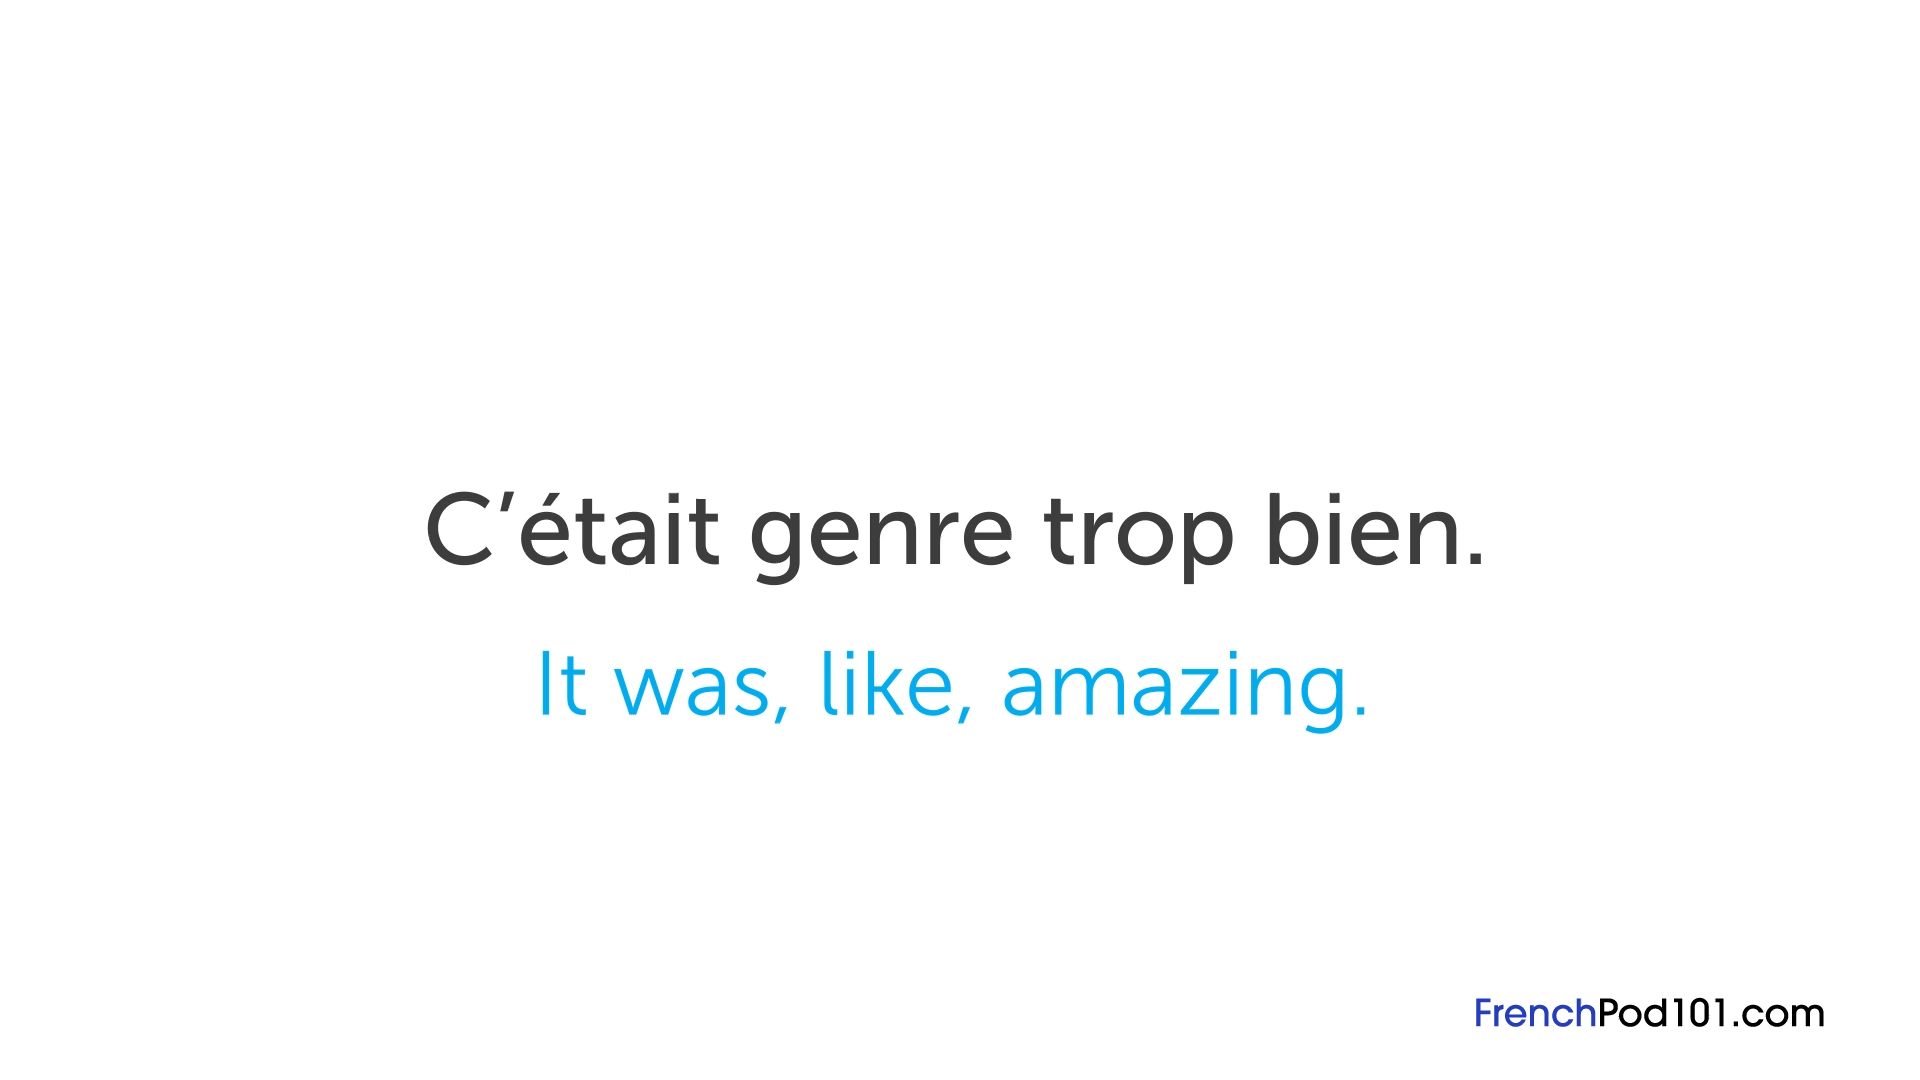 C’était genre trop bien.
It was, like, amazing.
FrenchPod101.com